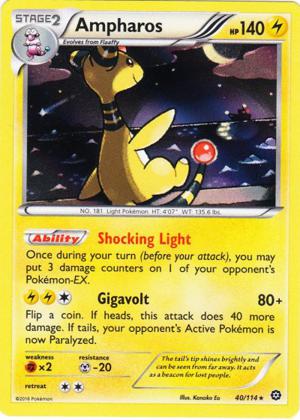 STAGE2 Ampharos HP140
Evolves from Flaaffy
NO. 181 Light Pokémon HT: 4'07" WT: 135.6 lbs.
Ability Shocking Light
Once during your turn (before your attack), you may
put 3 damage counters on 1 of your opponent's
Pokémon-EX.
Gigavolt 80+
Flip a coin. If heads, this attack does 40 more
damage. If tails, your opponent's Active Pokémon is
now Paralyzed.
weakness resistance
×2 -20
retreat
The tail's tip shines brightly and
can be seen from far away. It acts
as a beacon for lost people.
©2016 Pokémon Illus. Kanako Eo 40/114 ★